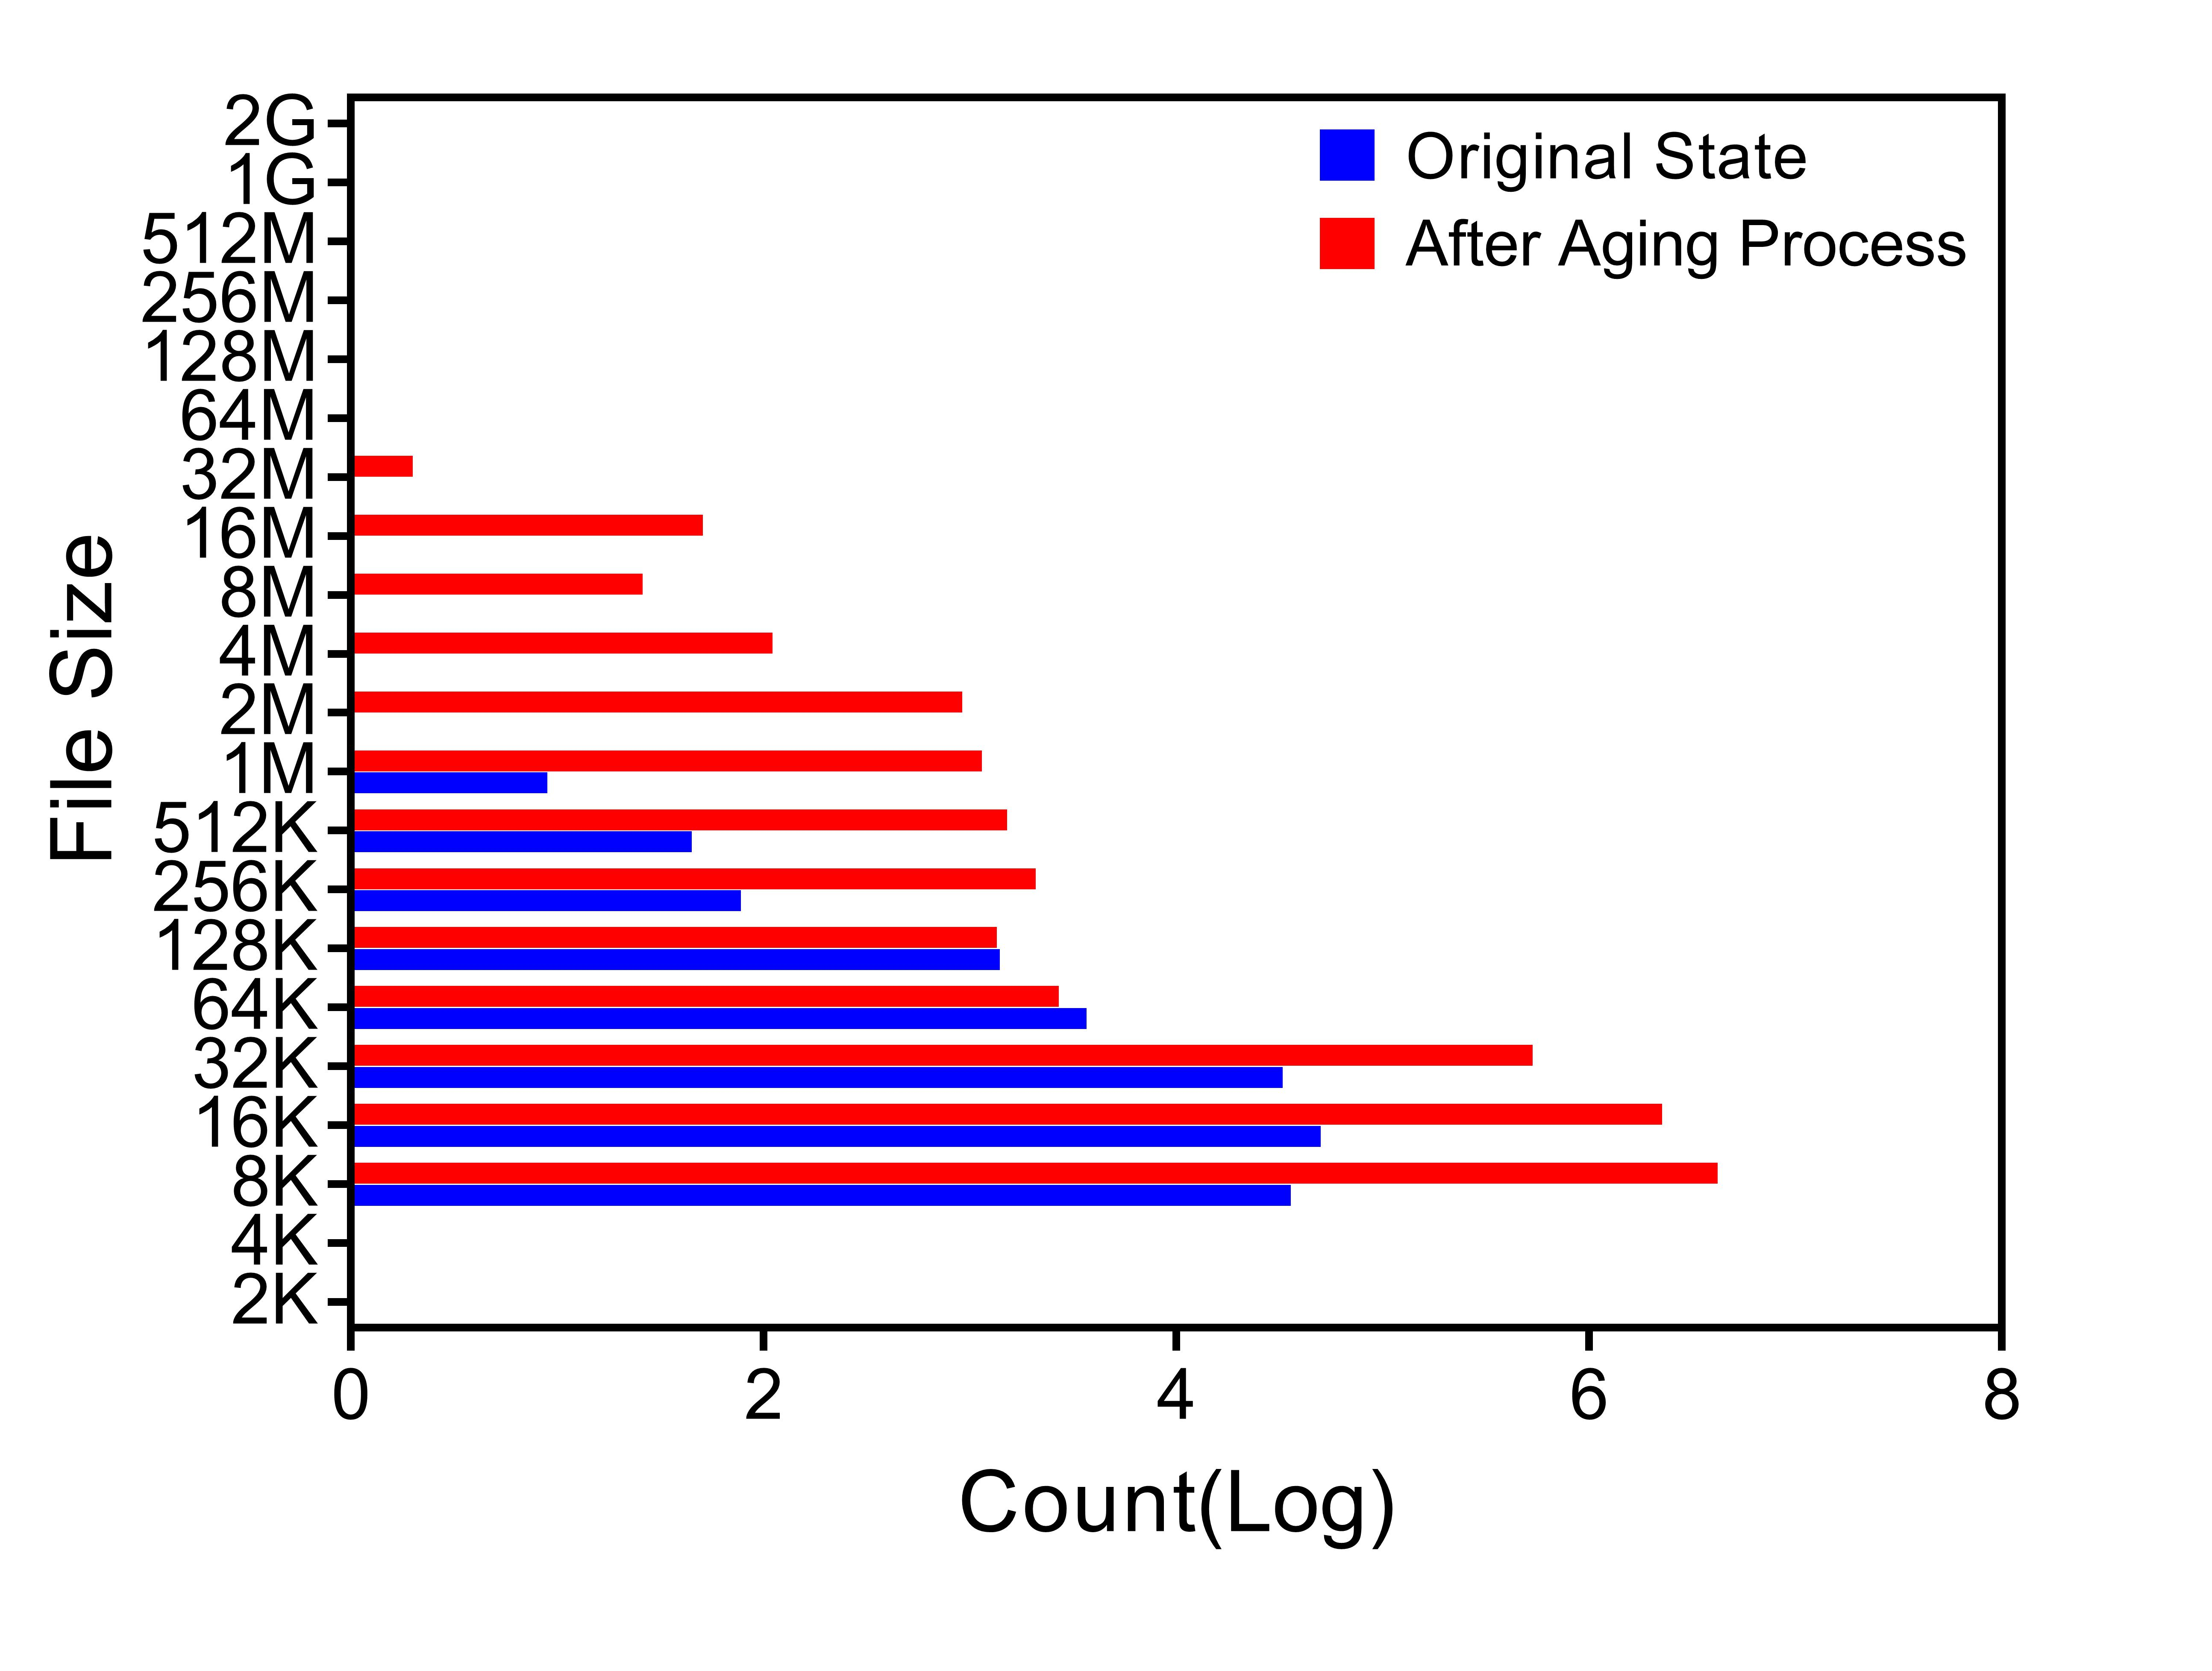 2G
1G
512M
256M
128M
64M
32M
16M
8M
4M
2M
1M
512K
256K
128K
64K
32K
16K
8K
4K
2K
File Size
Original State
After Aging Process
0 2 4 6 8
Count(Log)